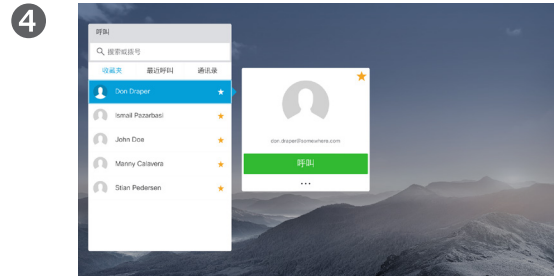 4
呼叫
搜索或拨号
收藏夹 最近呼叫 通讯录
Don Draper
Ismail Pazarbasi
John Doe
Manny Calavera
Stian Pedersen
don.draper@somewhere.com
呼叫
...